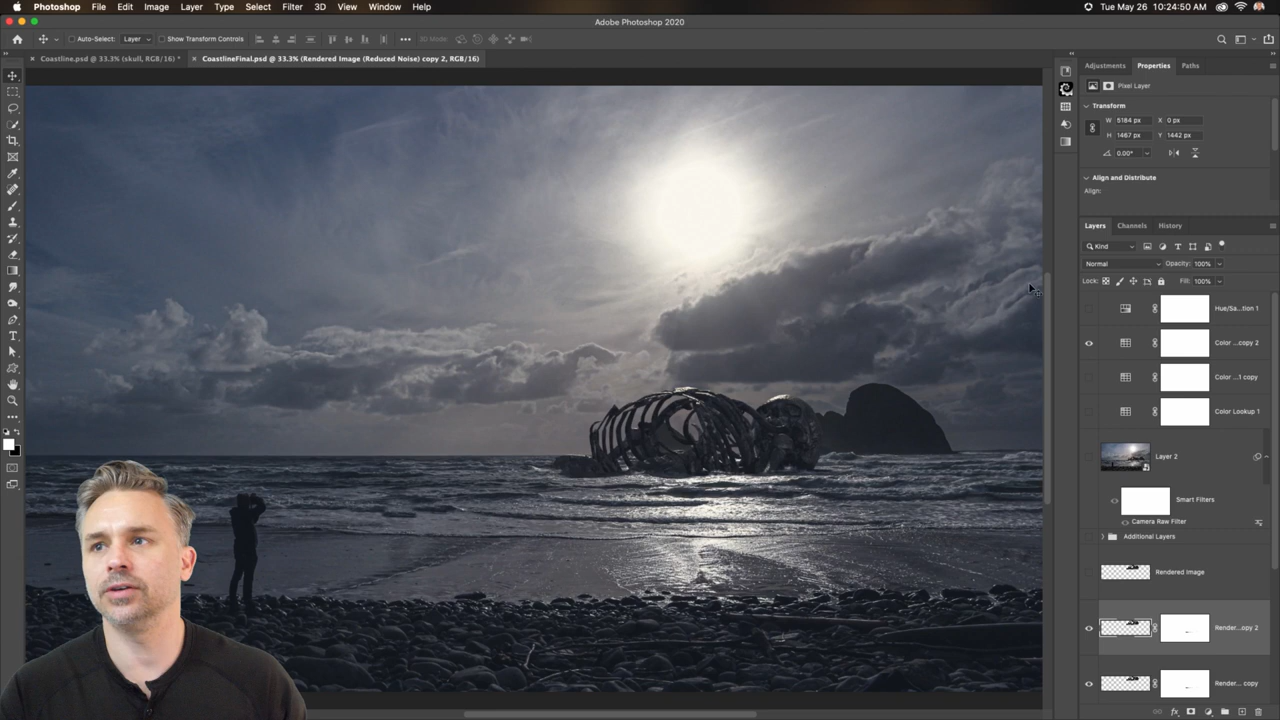 Photoshop File Edit Image Layer Type Select Filter 3D View Window Help Tue May 26 10:24:50 AM
Adobe Photoshop 2020
Auto-Select: Layer Show Transform Controls 3D Mode:
Coastline.psd @ 33.3% (skull, RGB/16) * CoastlineFinal.psd @ 33.3% (Rendered Image (Reduced Noise) copy 2, RGB/16)
Adjustments Properties Paths
Pixel Layer
Transform
W 5184 px X 0 px
H 1467 px Y 1442 px
0.00°
Align and Distribute
Align:
Layers Channels History
Kind
Normal Opacity: 100%
Lock: Fill: 100%
Hue/Sa...tion 1
Color ...copy 2
Color ...1 copy
Color Lookup 1
Layer 2
Smart Filters
Camera Raw Filter
Additional Layers
Rendered Image
Render...opy 2
Render... copy